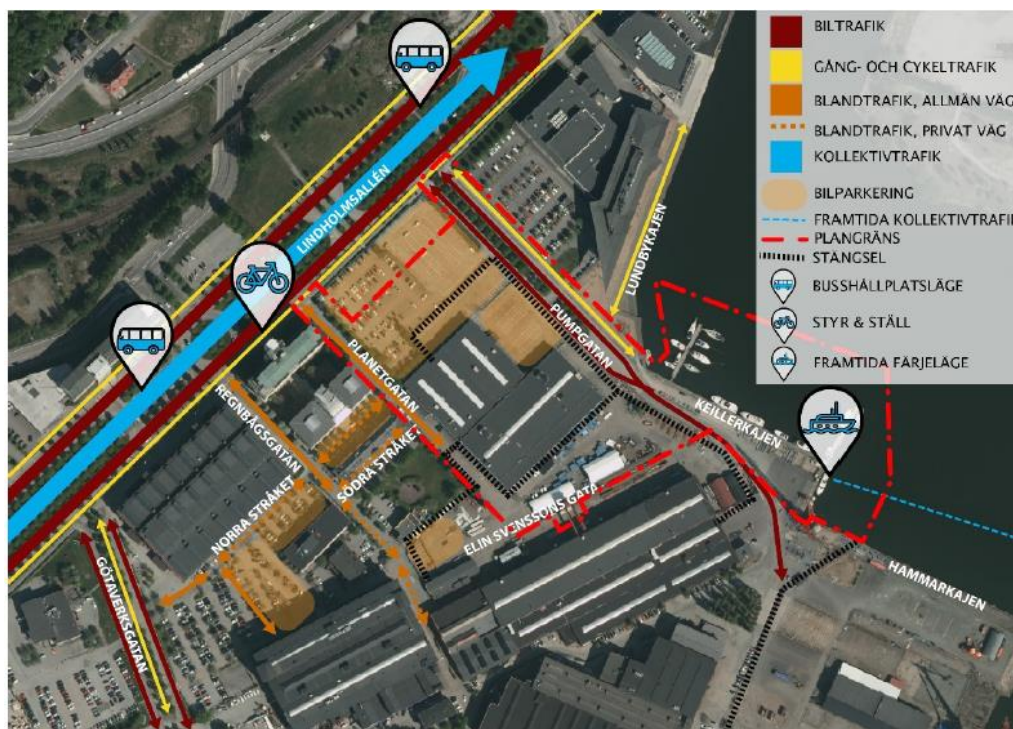 BILTRAFIK
GÅNG- OCH CYKELTRAFIK
BLANDTRAFIK, ALLMÄN VÄG
BLANDTRAFIK, PRIVAT VÄG
KOLLEKTIVTRAFIK
BILPARKERING
FRAMTIDA KOLLEKTIVTRAFIK
PLANGRÄNS
STÄNGSEL
BUSSHÅLLPLATSLÄGE
STYR & STÄLL
FRAMTIDA FÄRJELÄGE
LINDHOLMSALLÉN
LUNDBYKAJEN
PUMPGATAN
PLANETGATAN
REGNBÅGSGATAN
KEILLERKAJEN
SÖDRA STRÅKET
NORRA STRÅKET
ELIN SVENSSONS GATA
GÖTAVERKSGATAN
HAMMARKAJEN